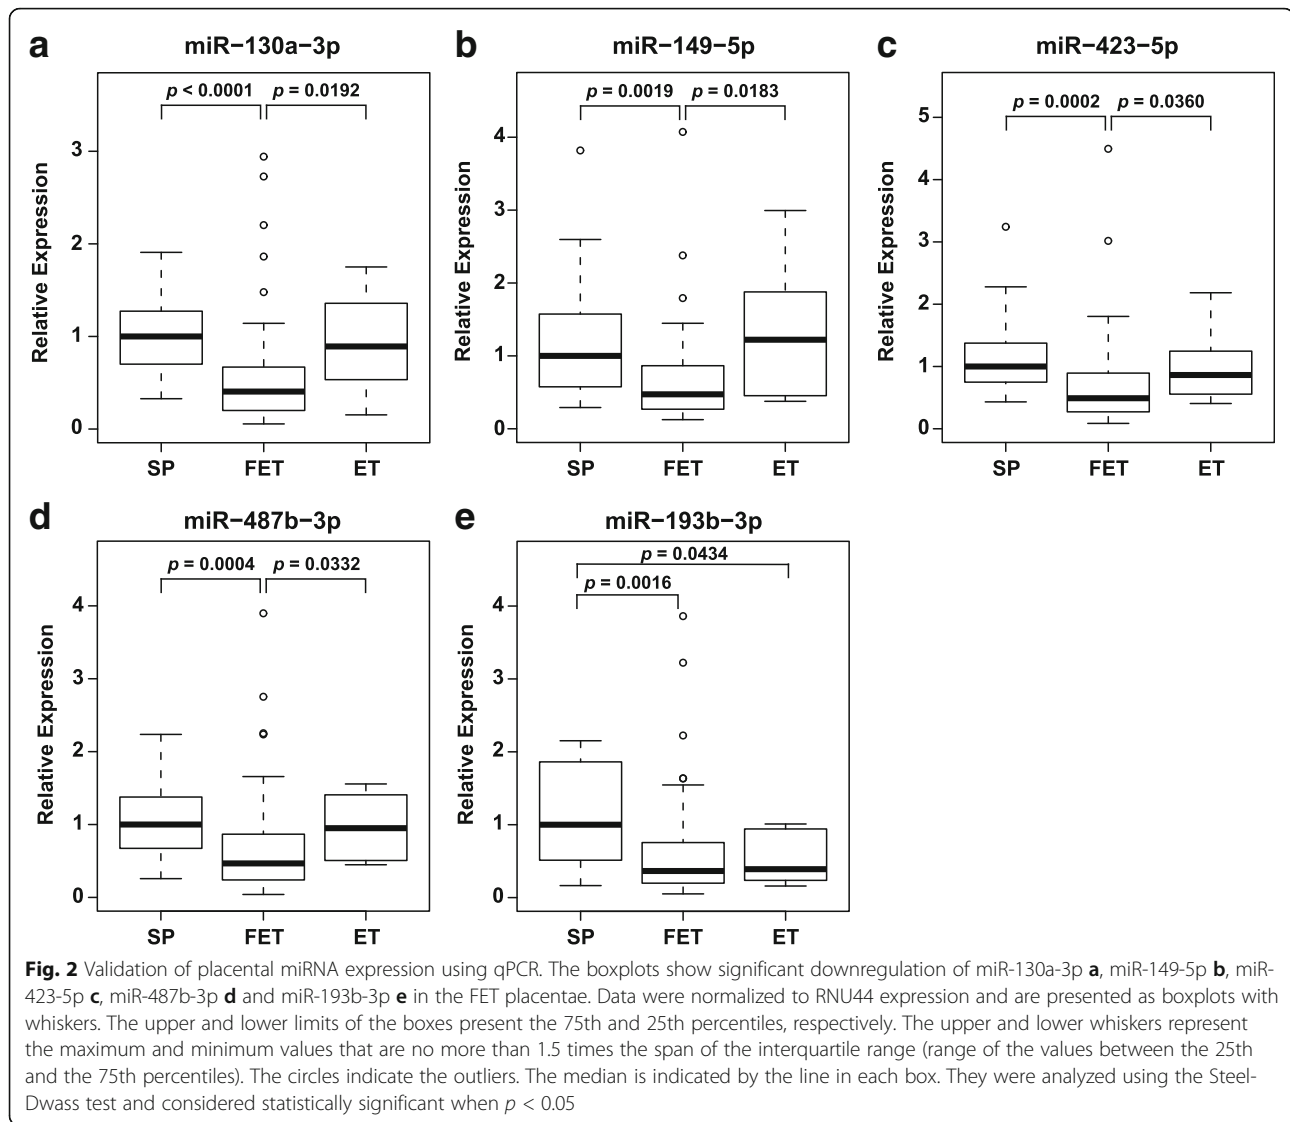 a miR−130a−3p
p < 0.0001 p = 0.0192
Relative Expression
3
2
1
0
SP FET ET
b miR−149−5p
p = 0.0019 p = 0.0183
Relative Expression
4
3
2
1
0
SP FET ET
c miR−423−5p
p = 0.0002 p = 0.0360
Relative Expression
5
4
3
2
1
0
SP FET ET
d miR−487b−3p
p = 0.0004 p = 0.0332
Relative Expression
4
3
2
1
0
SP FET ET
e miR−193b−3p
p = 0.0434
p = 0.0016
Relative Expression
4
3
2
1
0
SP FET ET
Fig. 2 Validation of placental miRNA expression using qPCR. The boxplots show significant downregulation of miR-130a-3p a, miR-149-5p b, miR-
423-5p c, miR-487b-3p d and miR-193b-3p e in the FET placentae. Data were normalized to RNU44 expression and are presented as boxplots with
whiskers. The upper and lower limits of the boxes present the 75th and 25th percentiles, respectively. The upper and lower whiskers represent
the maximum and minimum values that are no more than 1.5 times the span of the interquartile range (range of the values between the 25th
and the 75th percentiles). The circles indicate the outliers. The median is indicated by the line in each box. They were analyzed using the Steel-
Dwass test and considered statistically significant when p < 0.05